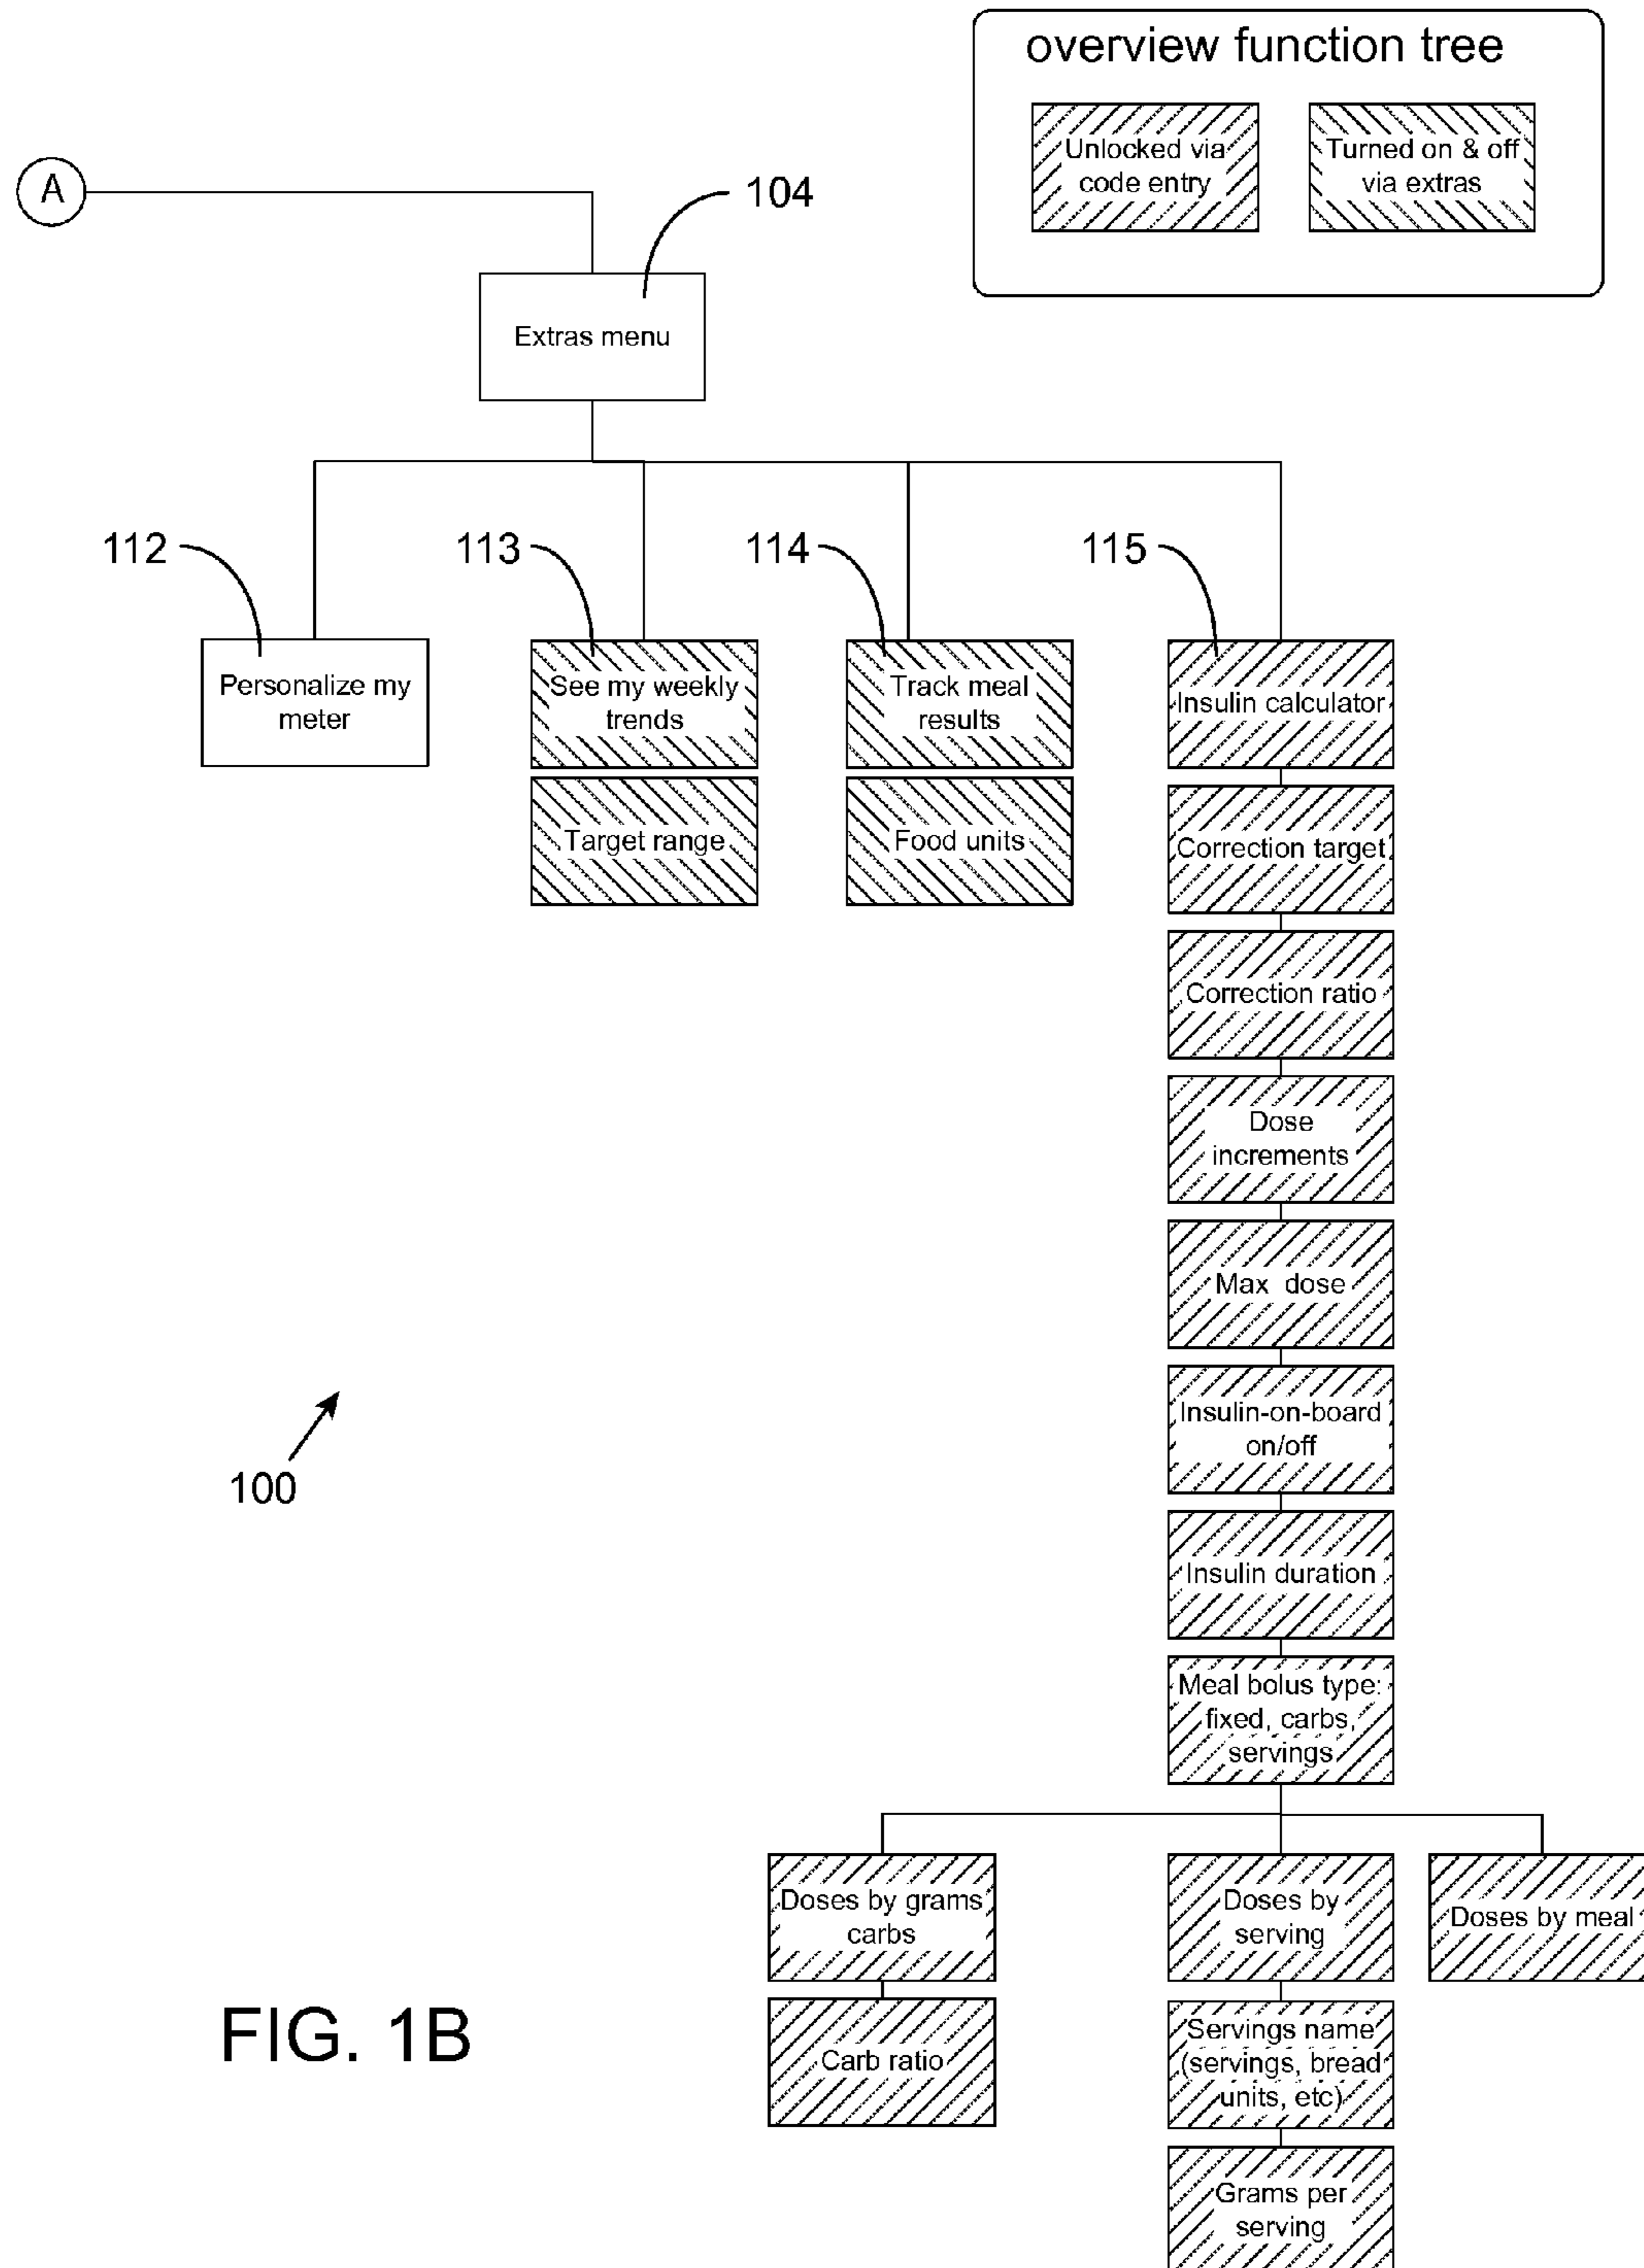 overview function tree
Unlocked via
code entry
Turned on & off
via extras
A
104
Extras menu
112
113
114
115
Personalize my
meter
See my weekly
trends
Track meal
results
Insulin calculator
Target range
Food units
Correction target
Correction ratio
Dose
increments
Max dose
Insulin-on-board
on/off
100
Insulin duration
Meal bolus type:
fixed, carbs,
servings
Doses by grams
carbs
Doses by
serving
Doses by meal
FIG. 1B
Carb ratio
Servings name
(servings, bread
units, etc)
Grams per
serving